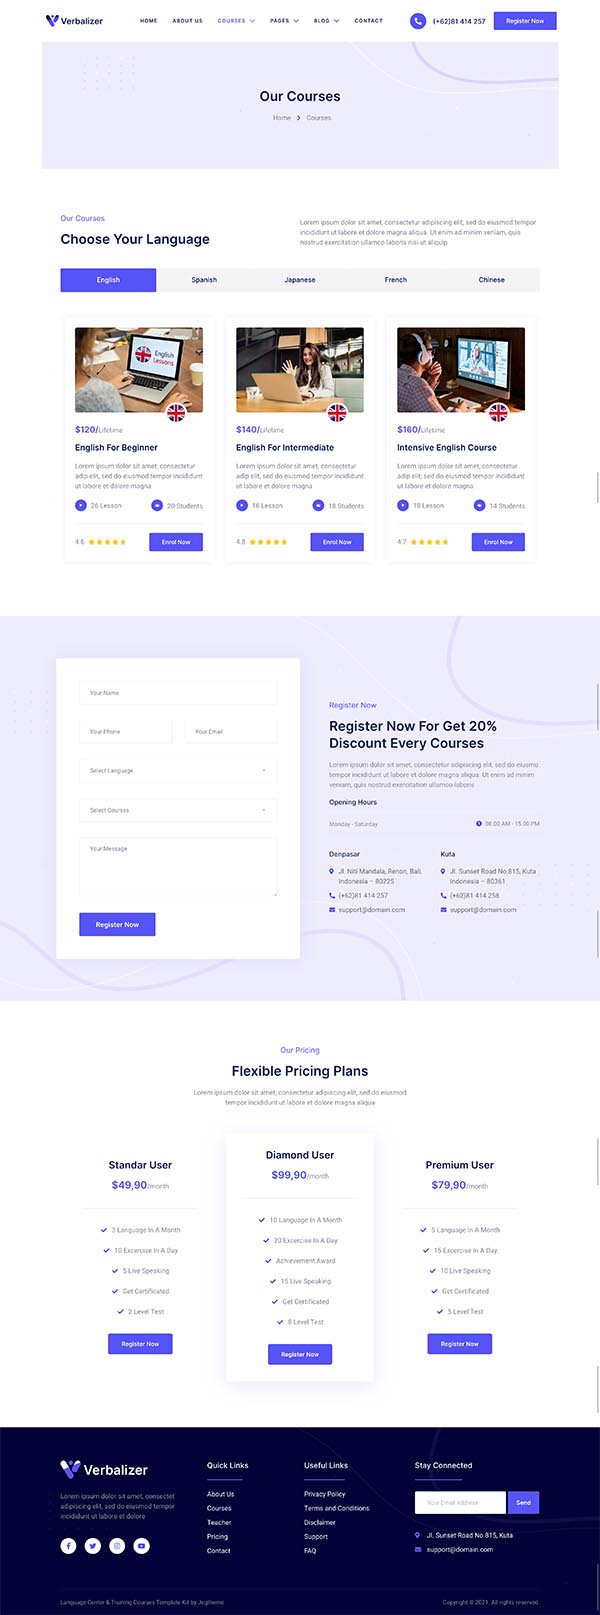 Verbalizer
HOME ABOUT US COURSES PAGES BLOG CONTACT
(+62)81 414 257
Register Now
Our Courses
Home Courses
Our Courses
Choose Your Language
Lorem ipsum dolor sit amet, consectetur adipiscing elit, sed do eiusmod tempor
incididunt ut labore et dolore magna aliqua. Ut enim ad minim veniam, quis
nostrud exercitation ullamco laboris nisi ut aliquip
English Spanish Japanese French Chinese
English
Lessons
$120/Lifetime
English For Beginner
Lorem ipsum dolor sit amet, consectetur
adip, sed do eiusmod tempor incididunt
ut labore et dolore magna
26 Lesson 20 Students
4.6 Enrol Now
$140/Lifetime
English For Intermediate
Lorem ipsum dolor sit amet, consectetur
adip, sed do eiusmod tempor incididunt
ut labore et dolore magna
16 Lesson 18 Students
4.8 Enrol Now
$160/Lifetime
Intensive English Course
Lorem ipsum dolor sit amet, consectetur
adip, sed do eiusmod tempor incididunt
ut labore et dolore magna
18 Lesson 14 Students
4.7 Enrol Now
Your Name
Your Phone Your Email
Select Language
Select Courses
Your Message
Register Now
Register Now
Register Now For Get 20%
Discount Every Courses
Lorem ipsum dolor sit amet, consectetur adipiscing elit, sed do eiusmo
tempor incididunt ut labore et dolore magna aliqua. Ut enim ad minim
veniam, quis nostrud exercitation ullamco laboris
Opening Hours
Monday - Saturday 08.00 AM - 15.00 PM
Denpasar
Jl. Niti Mandala, Renon, Bali,
Indonesia – 80225
(+62)81 414 257
support@domain.com
Kuta
Jl. Sunset Road No.815, Kuta
Indonesia – 80361
(+62)81 414 258
support@domain.com
Our Pricing
Flexible Pricing Plans
Lorem ipsum dolor sit amet, consectetur adipiscing elit, sed do eiusmod
tempor incididunt ut labore et dolore magna aliqua
Standar User
$49,90/month
3 Language In A Month
10 Excercise In A Day
5 Live Speaking
Get Certificated
2 Level Test
Register Now
Diamond User
$99,90/month
10 Language In A Month
20 Excercise In A Day
Achievement Award
15 Live Speaking
Get Certificated
8 Level Test
Register Now
Premium User
$79,90/month
5 Language In A Month
15 Excercise In A Day
10 Live Speaking
Get Certificated
5 Level Test
Register Now
Verbalizer
Lorem ipsum dolor sit amet, consectetur
adipiscing elit, sed do eiusmod tempor
incididunt ut labore et dolore
Quick Links
About Us
Courses
Teacher
Pricing
Contact
Useful Links
Privacy Policy
Terms and Conditions
Disclaimer
Support
FAQ
Stay Connected
Your Email Address Send
Jl. Sunset Road No.815, Kuta
support@domain.com
Language Center & Training Courses Template Kit by Jegtheme
Copyright © 2021. All rights reserved.